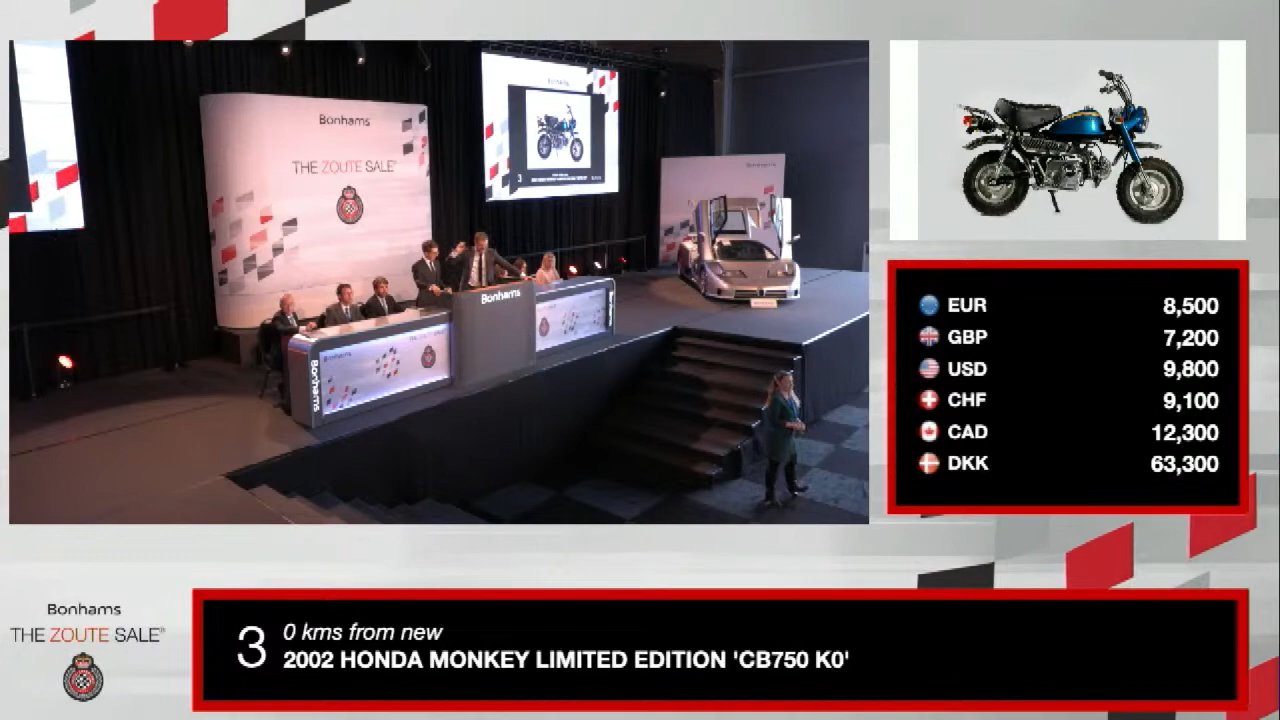 Bonhams
THE ZOUTE SALE®
Bonhams
Bonhams
Bonhams
3
EUR 8,500
GBP 7,200
USD 9,800
CHF 9,100
CAD 12,300
DKK 63,300
Bonhams
THE ZOUTE SALE®
3
0 kms from new
2002 HONDA MONKEY LIMITED EDITION 'CB750 K0'